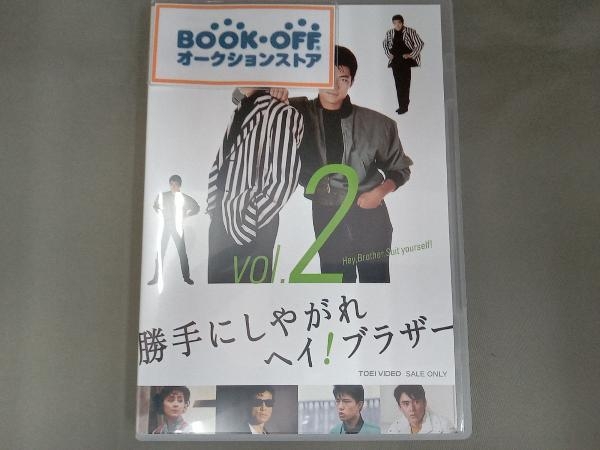 BOOK・OFF
オークションストア
vol.2
Hey, Brother. Suit yourself!
勝手にしやがれ
ヘイ!ブラザー
TOEI VIDEO SALE ONLY